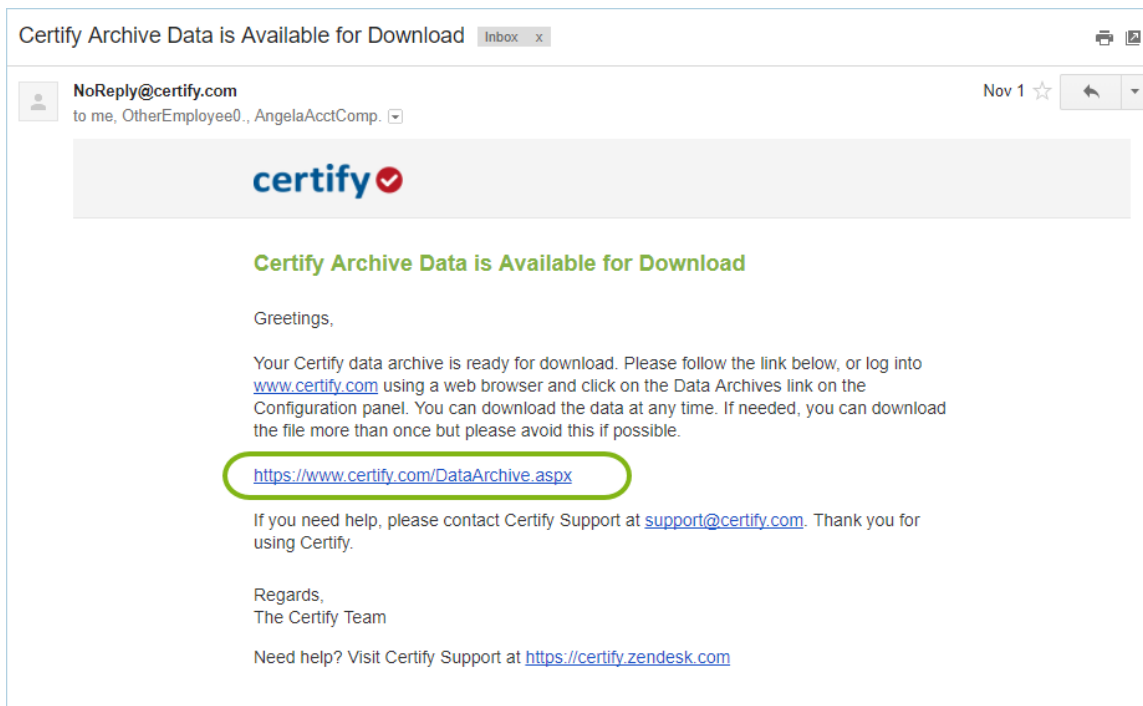 Certify Archive Data is Available for Download Inbox x
NoReply@certify.com Nov 1
to me, OtherEmployee0., AngelaAcctComp.
certify
Certify Archive Data is Available for Download
Greetings,
Your Certify data archive is ready for download. Please follow the link below, or log into
www.certify.com using a web browser and click on the Data Archives link on the
Configuration panel. You can download the data at any time. If needed, you can download
the file more than once but please avoid this if possible.
https://www.certify.com/DataArchive.aspx
If you need help, please contact Certify Support at support@certify.com. Thank you for
using Certify.
Regards,
The Certify Team
Need help? Visit Certify Support at https://certify.zendesk.com